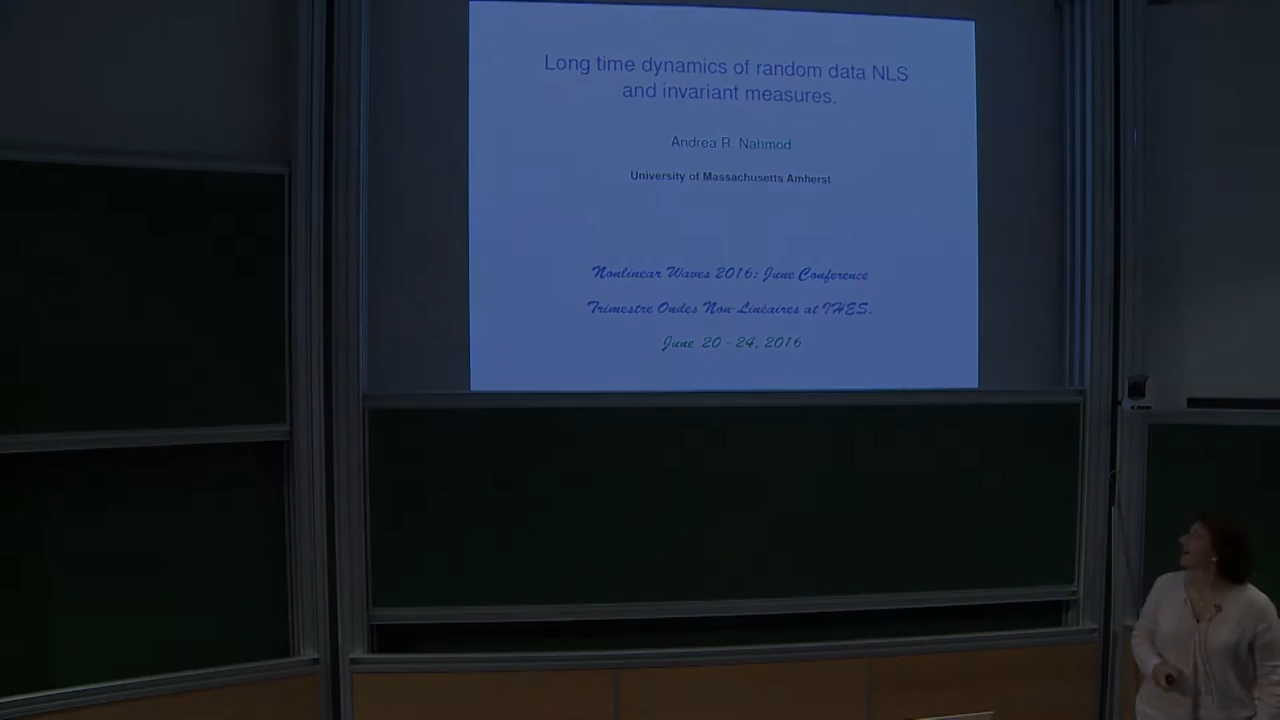 Long time dynamics of random data NLS
and invariant measures.
Andrea R. Nahmod
University of Massachusetts Amherst
Nonlinear Waves 2016: June Conference
Trimestre Ondes Non-Linéaires at IHES.
June 20 - 24, 2016